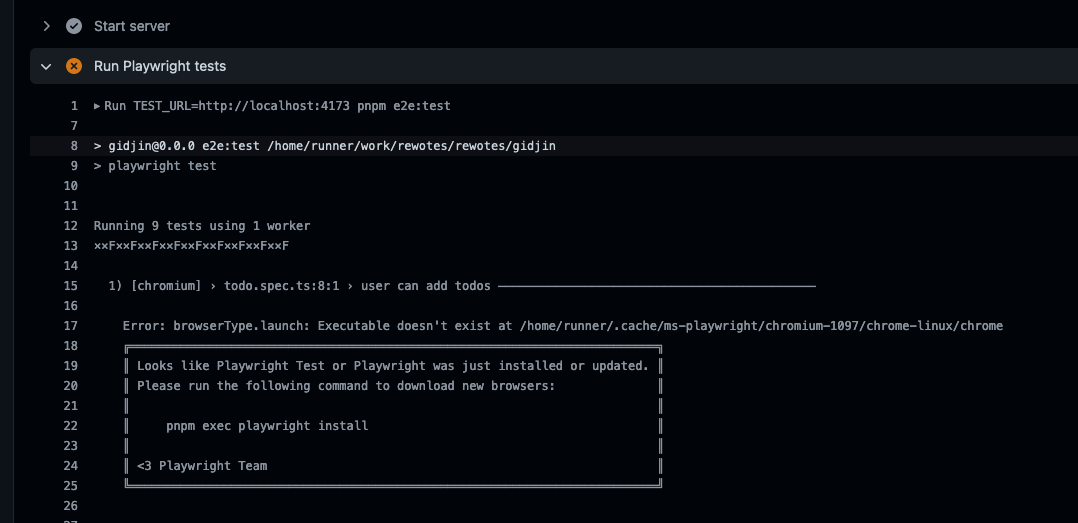 Start server
Run Playwright tests
1 ▸ Run TEST_URL=http://localhost:4173 pnpm e2e:test
7
8 > gidjin@0.0.0 e2e:test /home/runner/work/rewotes/rewotes/gidjin
9 > playwright test
10
11
12 Running 9 tests using 1 worker
13 ××F××F××F××F××F××F××F××F××F
14
15 1) [chromium] › todo.spec.ts:8:1 › user can add todos ────────────────────────────────────────────
16
17 Error: browserType.launch: Executable doesn't exist at /home/runner/.cache/ms-playwright/chromium-1097/chrome-linux/chrome
18 ╔═════════════════════════════════════════════════════════════════════════╗
19 ║ Looks like Playwright Test or Playwright was just installed or updated. ║
20 ║ Please run the following command to download new browsers: ║
21 ║ ║
22 ║ pnpm exec playwright install ║
23 ║ ║
24 ║ <3 Playwright Team ║
25 ╚═════════════════════════════════════════════════════════════════════════╝
26